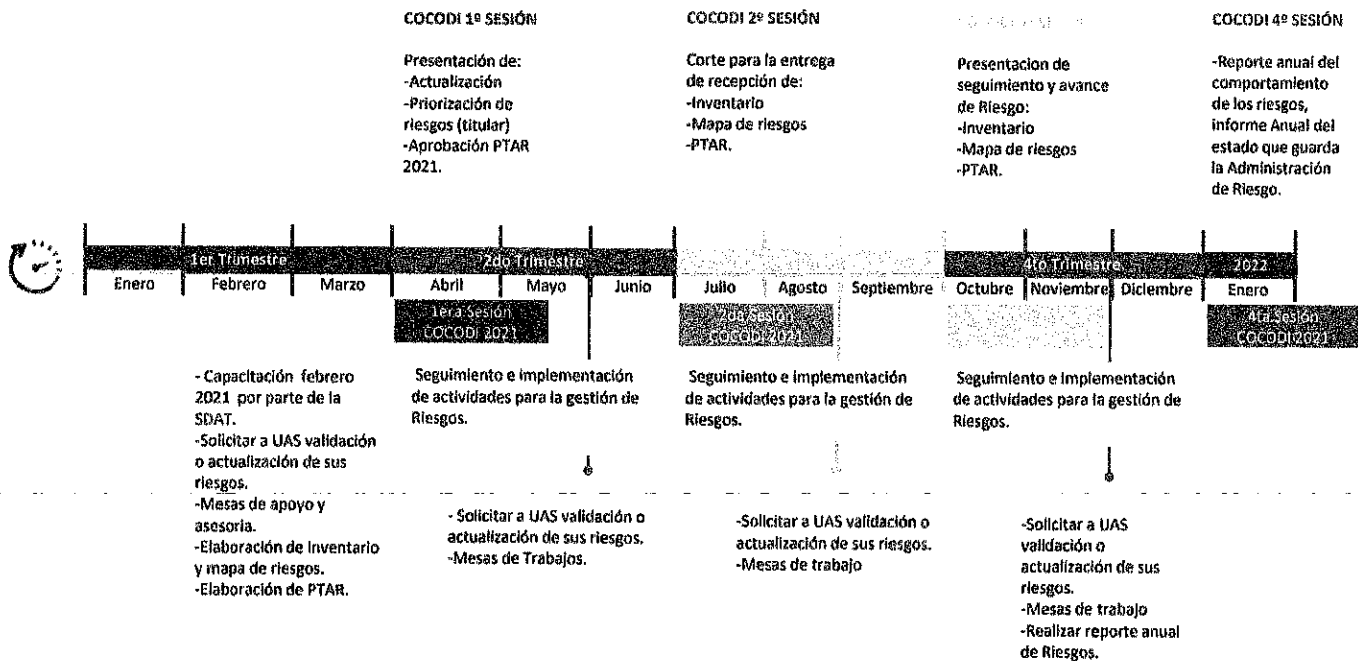 COCODI 1º SESIÓN
Presentación de:
-Actualización
-Priorización de
riesgos (titular)
-Aprobación PTAR
2021.
COCODI 2º SESIÓN
Corte para la entrega
de recepción de:
-Inventario
-Mapa de riesgos
-PTAR.
Presentacion de
seguimiento y avance
de Riesgo:
-Inventario
-Mapa de riesgos
-PTAR.
COCODI 4º SESIÓN
-Reporte anual del
comportamiento
de los riesgos,
informe Anual del
estado que guarda
la Administración
de Riesgo.
1er Trimestre
2do Trimestre
4to Trimestre
2022
Enero
Febrero
Marzo
Abril
Mayo
Junio
Julio
Agosto
Septiembre
Octubre
Noviembre
Diciembre
Enero
1era Sesión
COCODI 2021
2da Sesión
COCODI 2021
4ta Sesión
COCODI 2021
- Capacitación febrero
2021 por parte de la
SDAT.
-Solicitar a UAS validación
o actualización de sus
riesgos.
-Mesas de apoyo y
asesoria.
-Elaboración de Inventario
y mapa de riesgos.
-Elaboración de PTAR.
Seguimiento e implementación
de actividades para la gestión de
Riesgos.
Seguimiento e implementación
de actividades para la gestión de
Riesgos.
Seguimiento e implementación
de actividades para la gestión de
Riesgos.
- Solicitar a UAS validación o
actualización de sus riesgos.
-Mesas de Trabajos.
-Solicitar a UAS validación o
actualización de sus riesgos.
-Mesas de trabajo
-Solicitar a UAS
validación o
actualización de sus
riesgos.
-Mesas de trabajo
-Realizar reporte anual
de Riesgos.